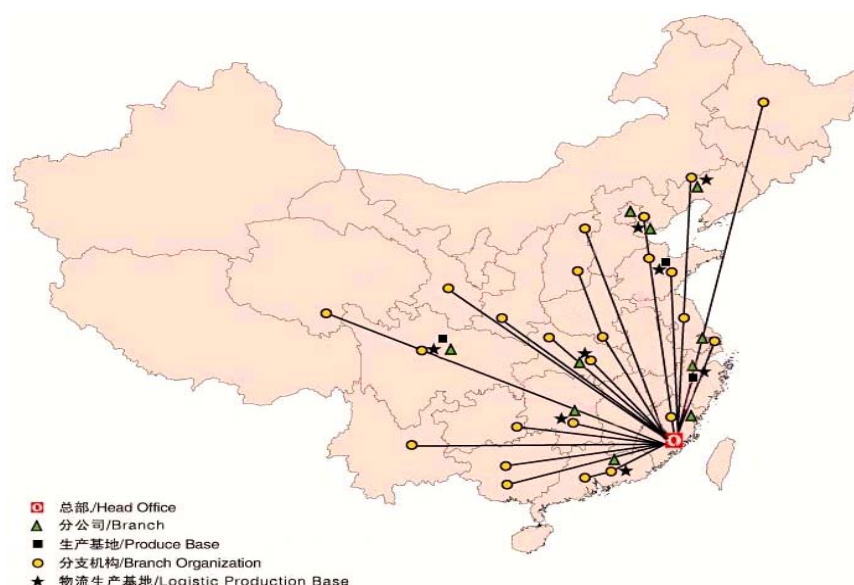 总部./Head Office
分公司/Branch
生产基地/Produce Base
分支机构/Branch Organization
物流生产基地/Logistic Production Base